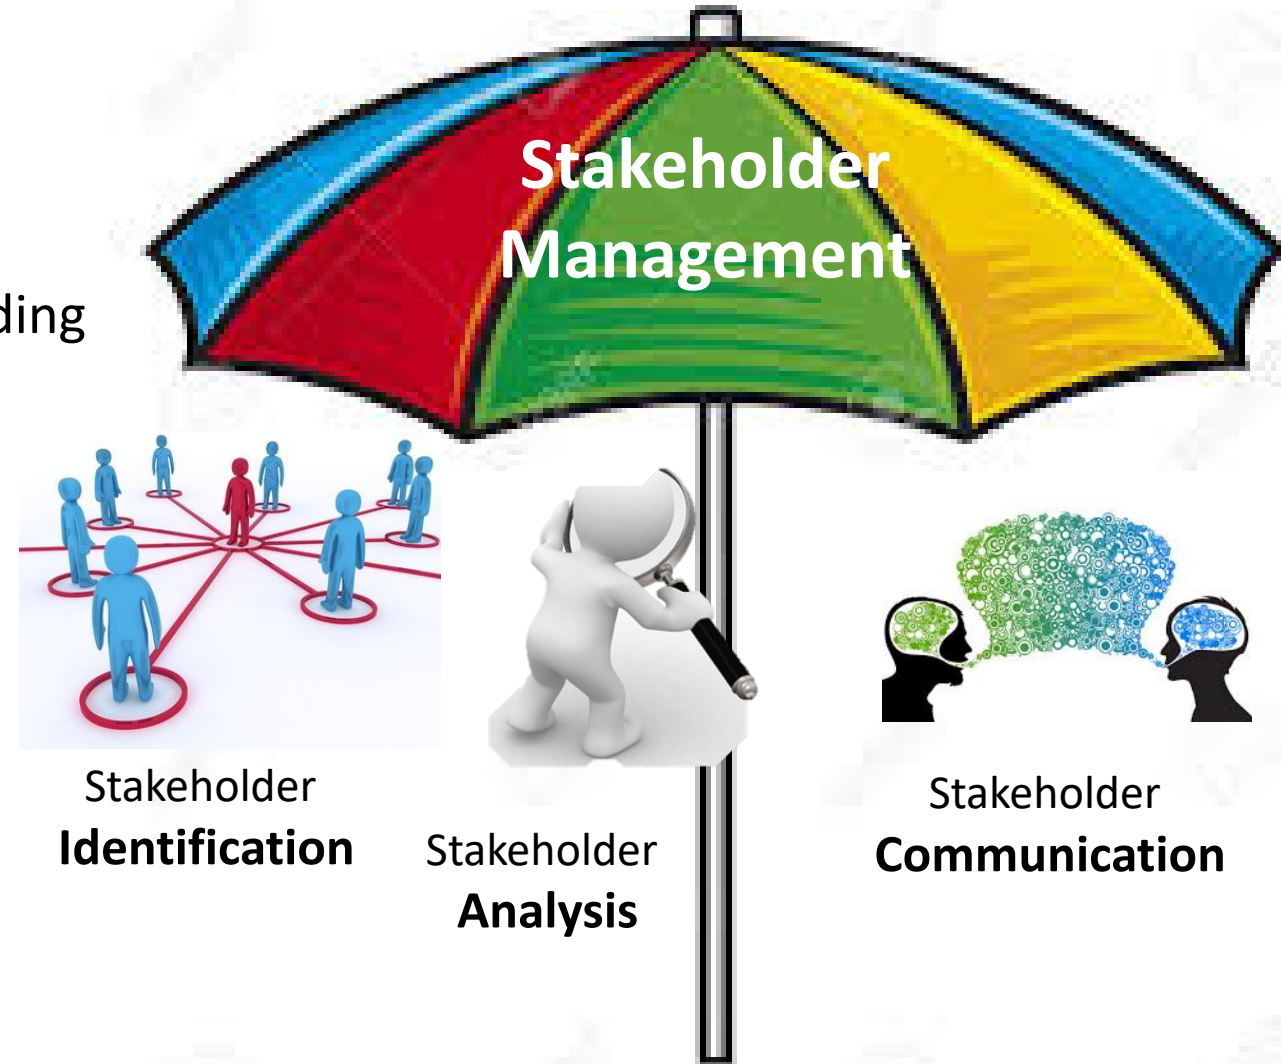 Stakeholder
Management
ding
Stakeholder
Identification
Stakeholder
Analysis
Stakeholder
Communication